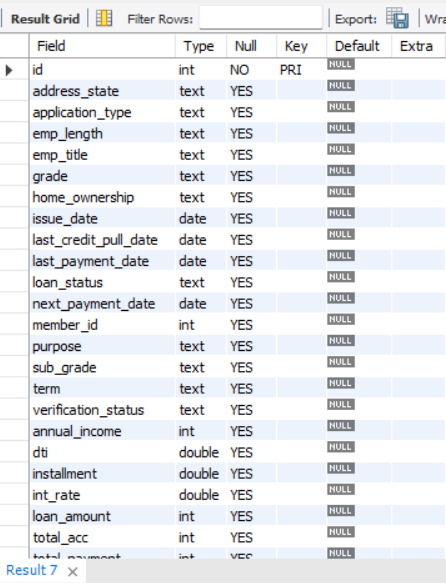 Result Grid Filter Rows: Export: Wra
Field Type Null Key Default Extra
id int NO PRI NULL
address_state text YES NULL
application_type text YES NULL
emp_length text YES NULL
emp_title text YES NULL
grade text YES NULL
home_ownership text YES NULL
issue_date date YES NULL
last_credit_pull_date date YES NULL
last_payment_date date YES NULL
loan_status text YES NULL
next_payment_date date YES NULL
member_id int YES NULL
purpose text YES NULL
sub_grade text YES NULL
term text YES NULL
verification_status text YES NULL
annual_income int YES NULL
dti double YES NULL
installment double YES NULL
int_rate double YES NULL
loan_amount int YES NULL
total_acc int YES NULL
total_payment int YES NULL
Result 7